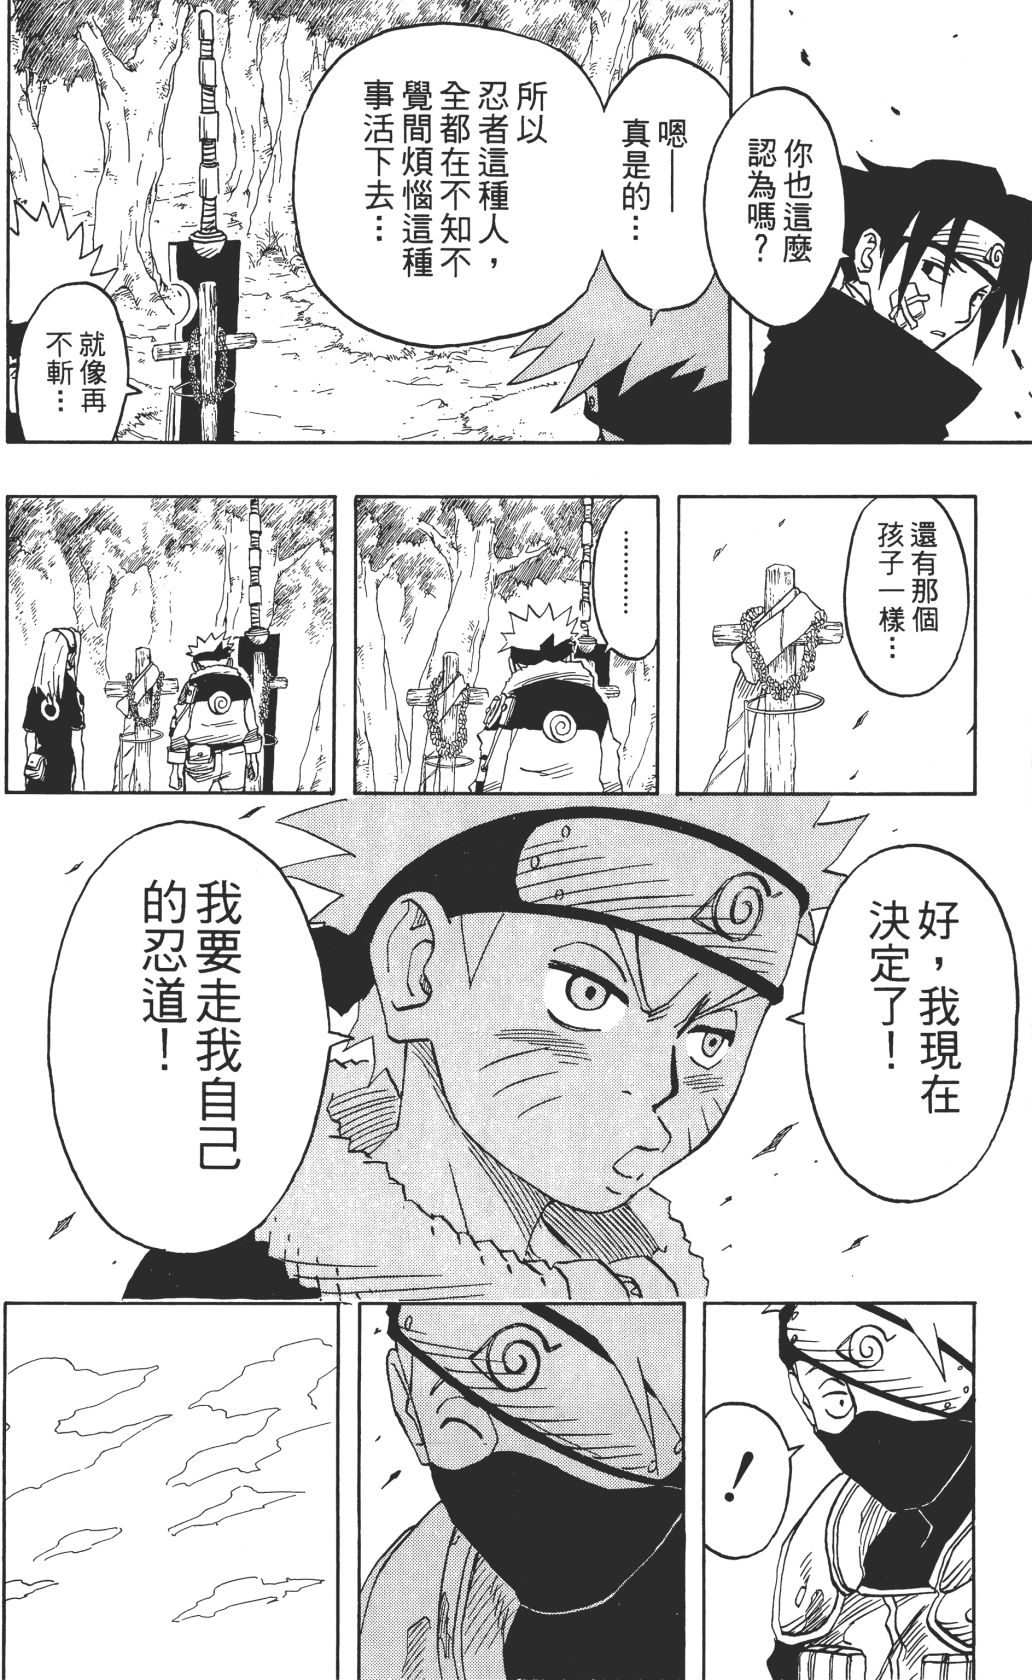 你也這麼
認為嗎？
嗯──
真是的…
所以
忍者這種人，
全都在不知不
覺間煩惱這種
事活下去…
就像再
不斬…
還有那個
孩子一樣…
………
好，我現在
決定了！
我要走我自己
的忍道！
！